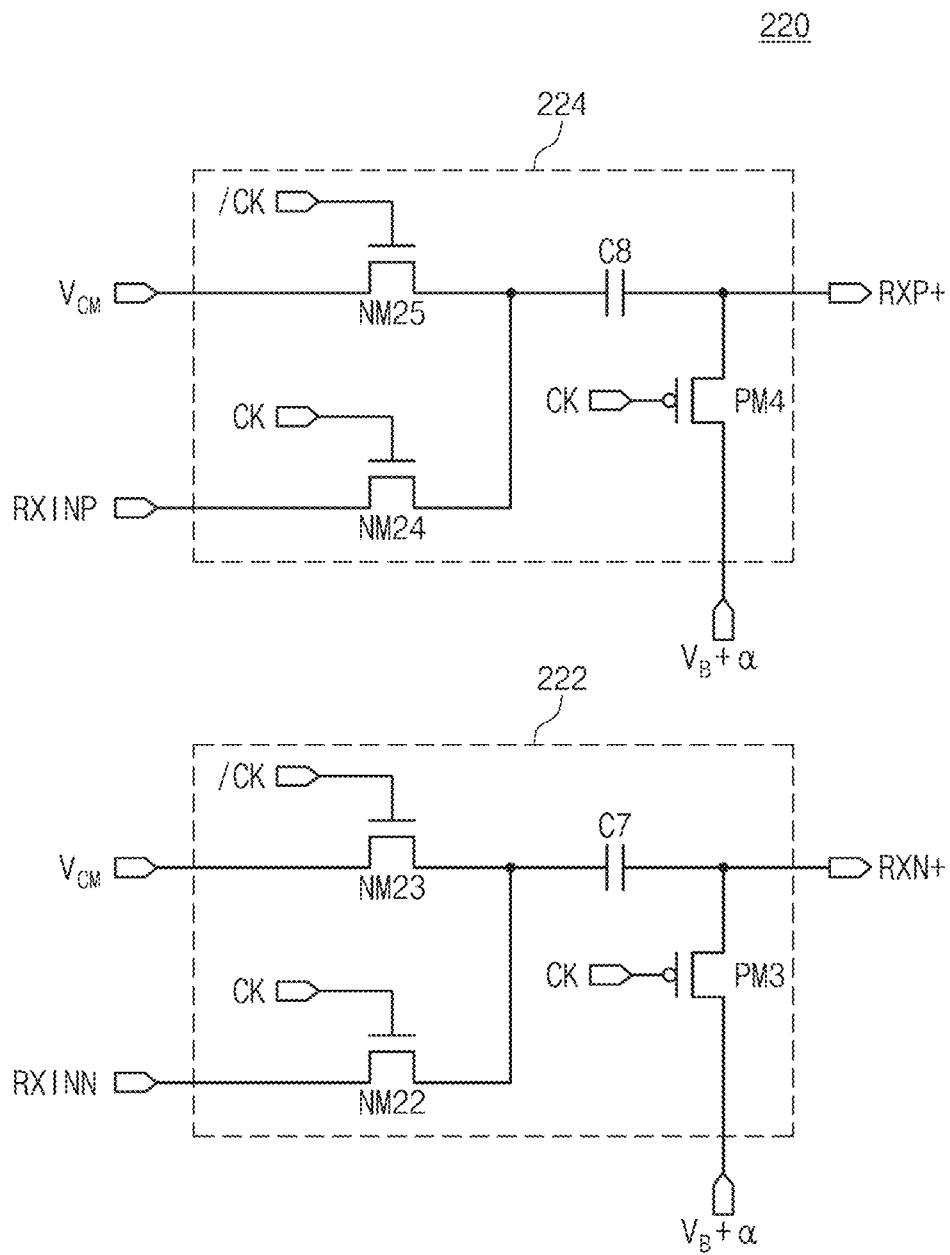 220
224
/CK
C8
V_CM
RXP+
NM25
CK
CK
PM4
RXINP
NM24
V_B+α
222
/CK
C7
V_CM
RXN+
NM23
CK
CK
PM3
RXINN
NM22
V_B+α